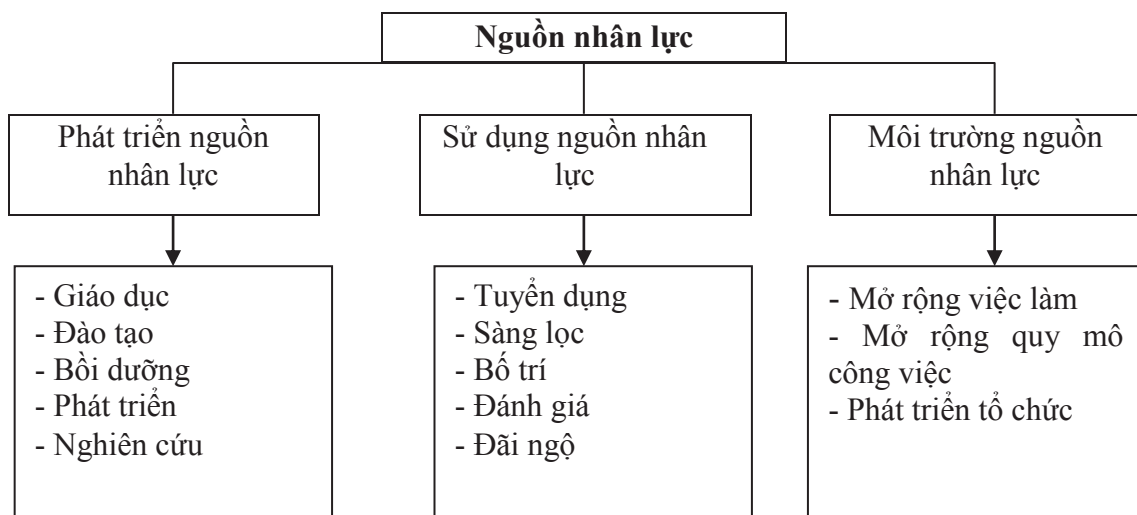 Nguồn nhân lực
Phát triển nguồn
nhân lực
Sử dụng nguồn nhân
lực
Môi trường nguồn
nhân lực
- Giáo dục
- Đào tạo
- Bồi dưỡng
- Phát triển
- Nghiên cứu
- Tuyển dụng
- Sàng lọc
- Bố trí
- Đánh giá
- Đãi ngộ
- Mở rộng việc làm
- Mở rộng quy mô
công việc
- Phát triển tổ chức